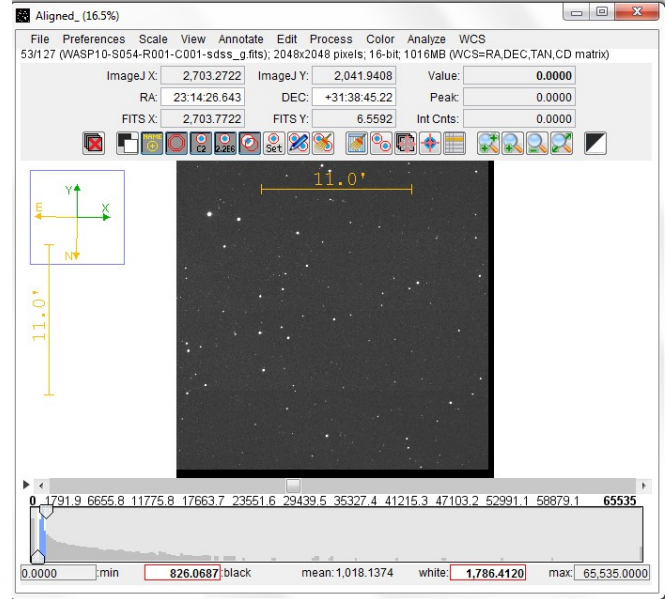 Aligned_ (16.5%)
File Preferences Scale View Annotate Edit Process Color Analyze WCS
53/127 (WASP10-S054-R001-C001-sdss_g.fits); 2048x2048 pixels; 16-bit; 1016MB (WCS=RA,DEC,TAN,CD matrix)
ImageJ X: 2,703.2722 ImageJ Y: 2,041.9408 Value: 0.0000
RA: 23:14:26.643 DEC: +31:38:45.22 Peak: 0.0000
FITS X: 2,703.7722 FITS Y: 6.5592 Int Cnts: 0.0000
NAME C2 2.2E6 Set
11.0'
Y
E X
N
11.0'
0 1791.9 6655.8 11775.8 17663.7 23551.6 29439.5 35327.4 41215.3 47103.2 52991.1 58879.1 65535
0.0000 :min 826.0687 :black mean: 1,018.1374 white: 1,786.4120 max: 65,535.0000